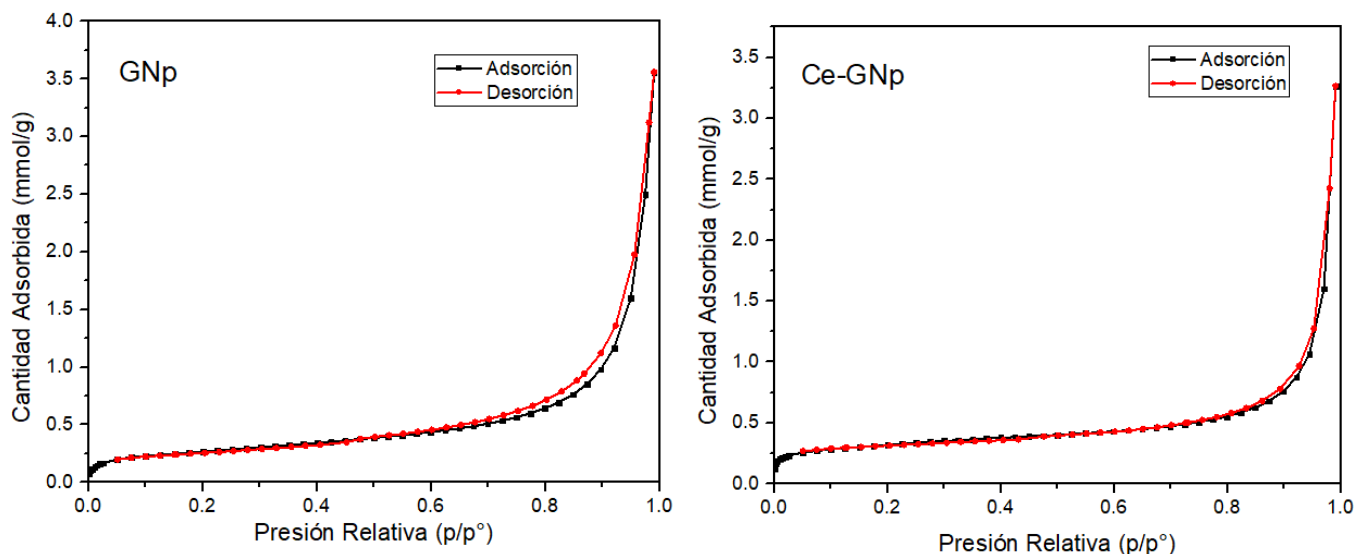 GNp
Adsorción
Desorción
Cantidad Adsorbida (mmol/g)
4.0
3.5
3.0
2.5
2.0
1.5
1.0
0.5
0.0
0.0 0.2 0.4 0.6 0.8 1.0
Presión Relativa (p/p°)
Ce-GNp
Adsorción
Desorción
Cantidad Adsorbida (mmol/g)
3.5
3.0
2.5
2.0
1.5
1.0
0.5
0.0
0.0 0.2 0.4 0.6 0.8 1.0
Presión Relativa (p/p°)